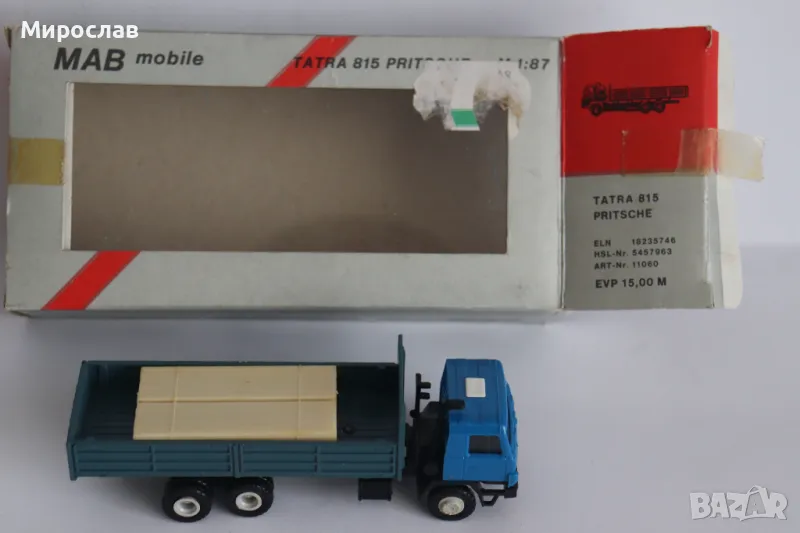 Мирослав
MAB mobile
TATRA 815 PRITSCHE M 1:87
TATRA 815
PRITSCHE
ELN 18235746
HSL-Nr. 5457963
ART-Nr. 11060
EVP 15,00 M
BAZAR